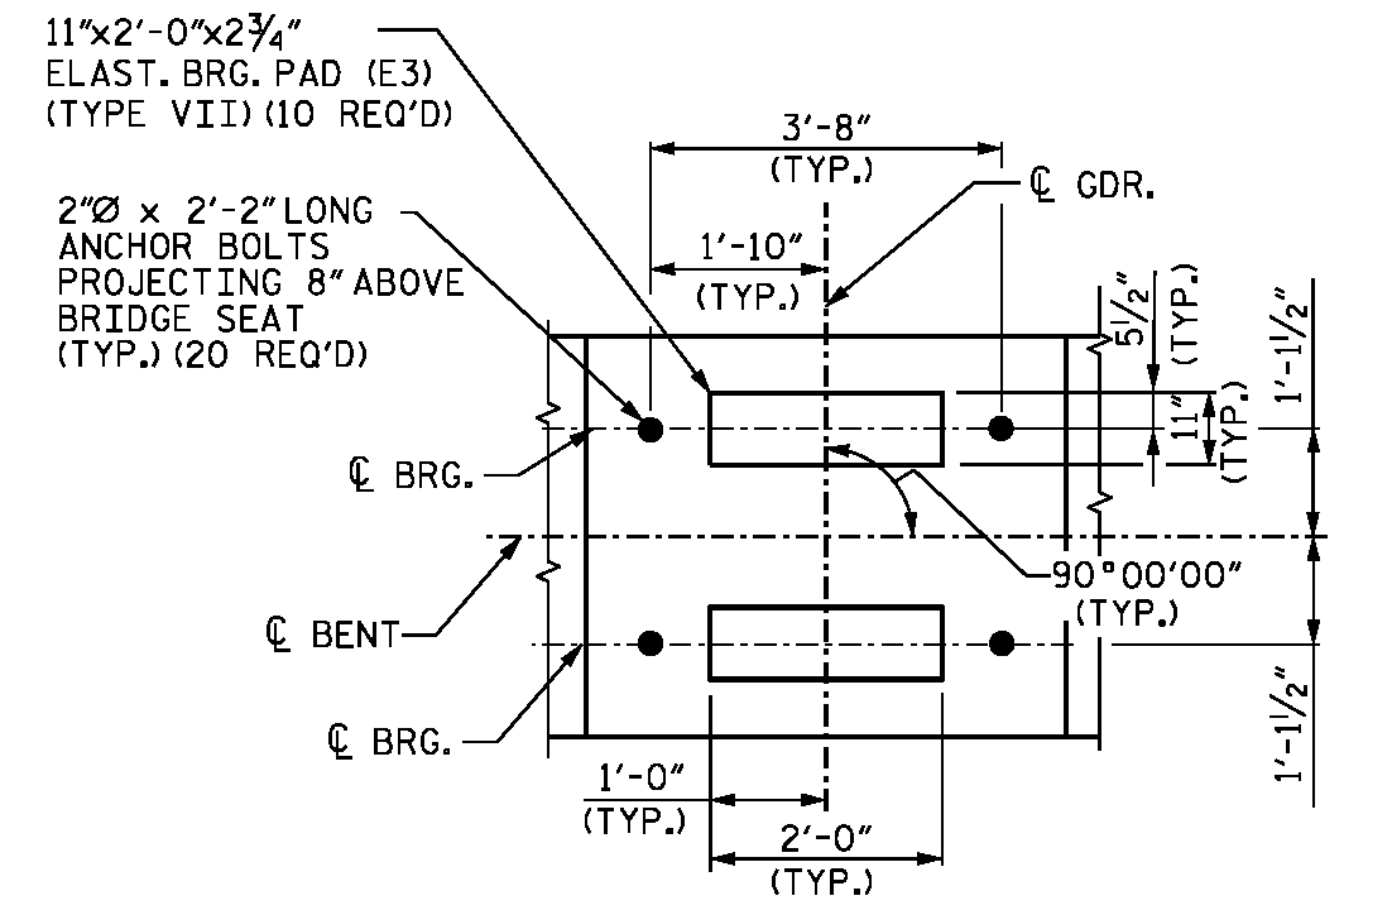 11"x2'-0"x2¾"
ELAST. BRG. PAD (E3)
(TYPE VII) (10 REQ'D)
2"Ø x 2'-2" LONG
ANCHOR BOLTS
PROJECTING 8" ABOVE
BRIDGE SEAT
(TYP.) (20 REQ'D)
3'-8"
(TYP.)
℄ GDR.
1'-10"
(TYP.)
5½"
(TYP.)
11"
(TYP.)
1'-1½"
℄ BRG.
90°00'00"
(TYP.)
℄ BENT
℄ BRG.
1'-1½"
1'-0"
(TYP.)
2'-0"
(TYP.)